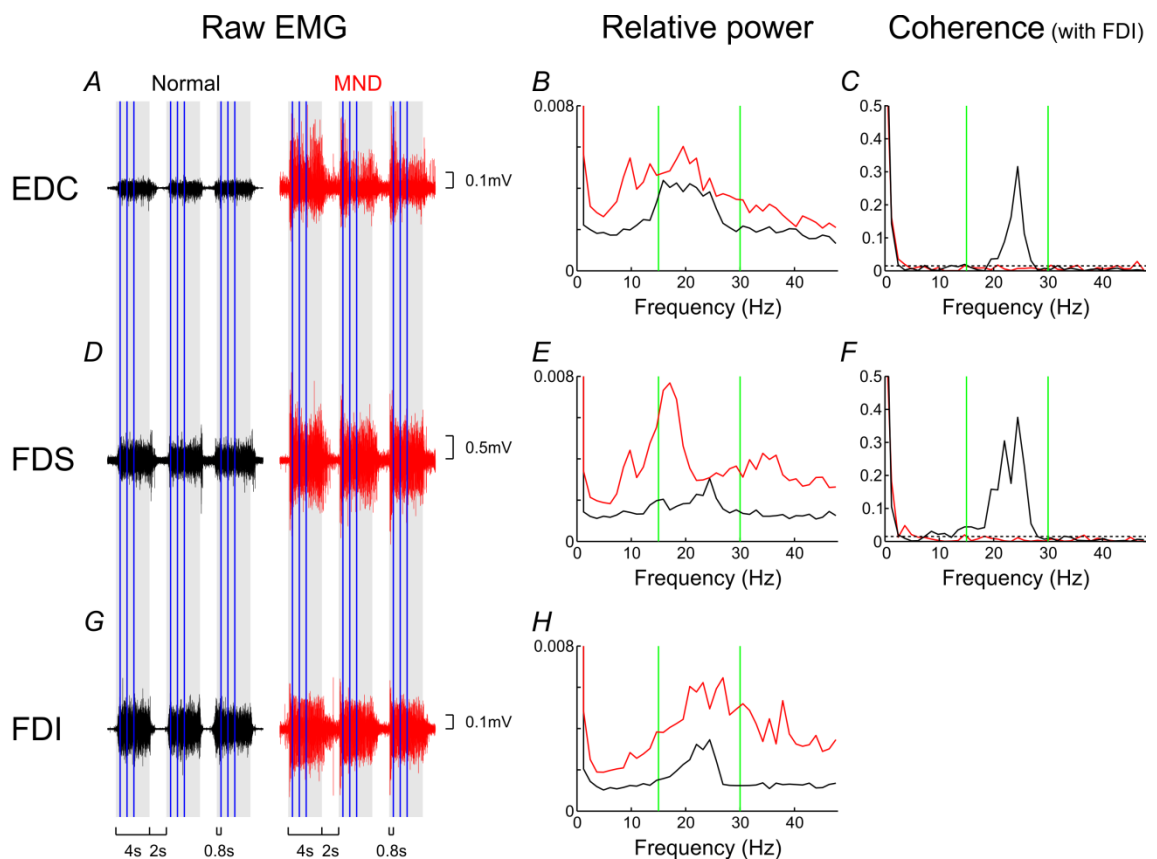 Raw EMG
Relative power
Coherence (with FDI)
A
Normal
MND
EDC
0.1mV
B
0.008
0
0 10 20 30 40
Frequency (Hz)
C
0.5
0.4
0.3
0.2
0.1
0
0 10 20 30 40
Frequency (Hz)
D
FDS
0.5mV
E
0.008
0
0 10 20 30 40
Frequency (Hz)
F
0.5
0.4
0.3
0.2
0.1
0
0 10 20 30 40
Frequency (Hz)
G
FDI
0.1mV
4s 2s 0.8s 4s 2s 0.8s
H
0.008
0
0 10 20 30 40
Frequency (Hz)